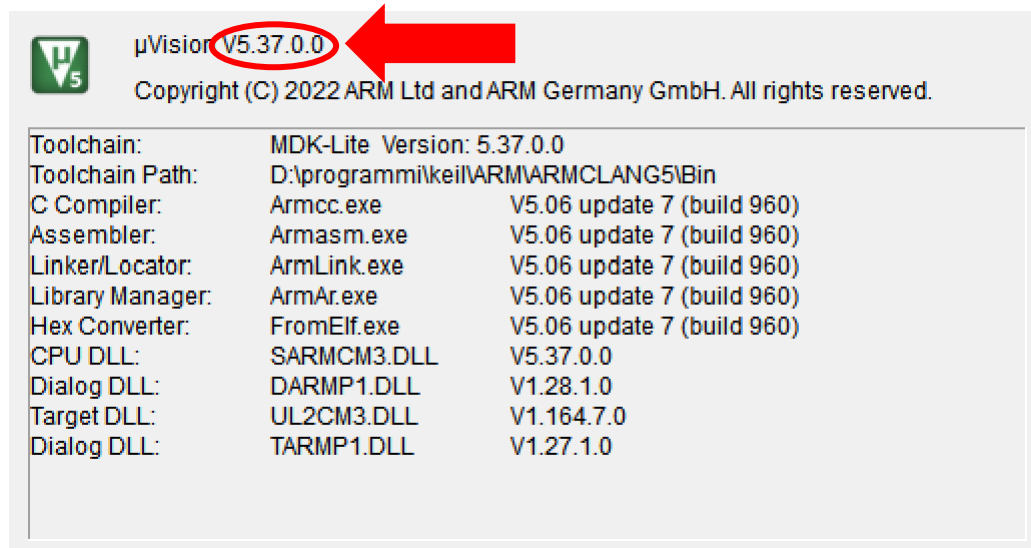 µVision V5.37.0.0
Copyright (C) 2022 ARM Ltd and ARM Germany GmbH. All rights reserved.
µ
V5
Toolchain: MDK-Lite Version: 5.37.0.0
Toolchain Path: D:\programmi\keil\ARM\ARMCLANG5\Bin
C Compiler: Armcc.exe V5.06 update 7 (build 960)
Assembler: Armasm.exe V5.06 update 7 (build 960)
Linker/Locator: ArmLink.exe V5.06 update 7 (build 960)
Library Manager: ArmAr.exe V5.06 update 7 (build 960)
Hex Converter: FromElf.exe V5.06 update 7 (build 960)
CPU DLL: SARMCM3.DLL V5.37.0.0
Dialog DLL: DARMP1.DLL V1.28.1.0
Target DLL: UL2CM3.DLL V1.164.7.0
Dialog DLL: TARMP1.DLL V1.27.1.0